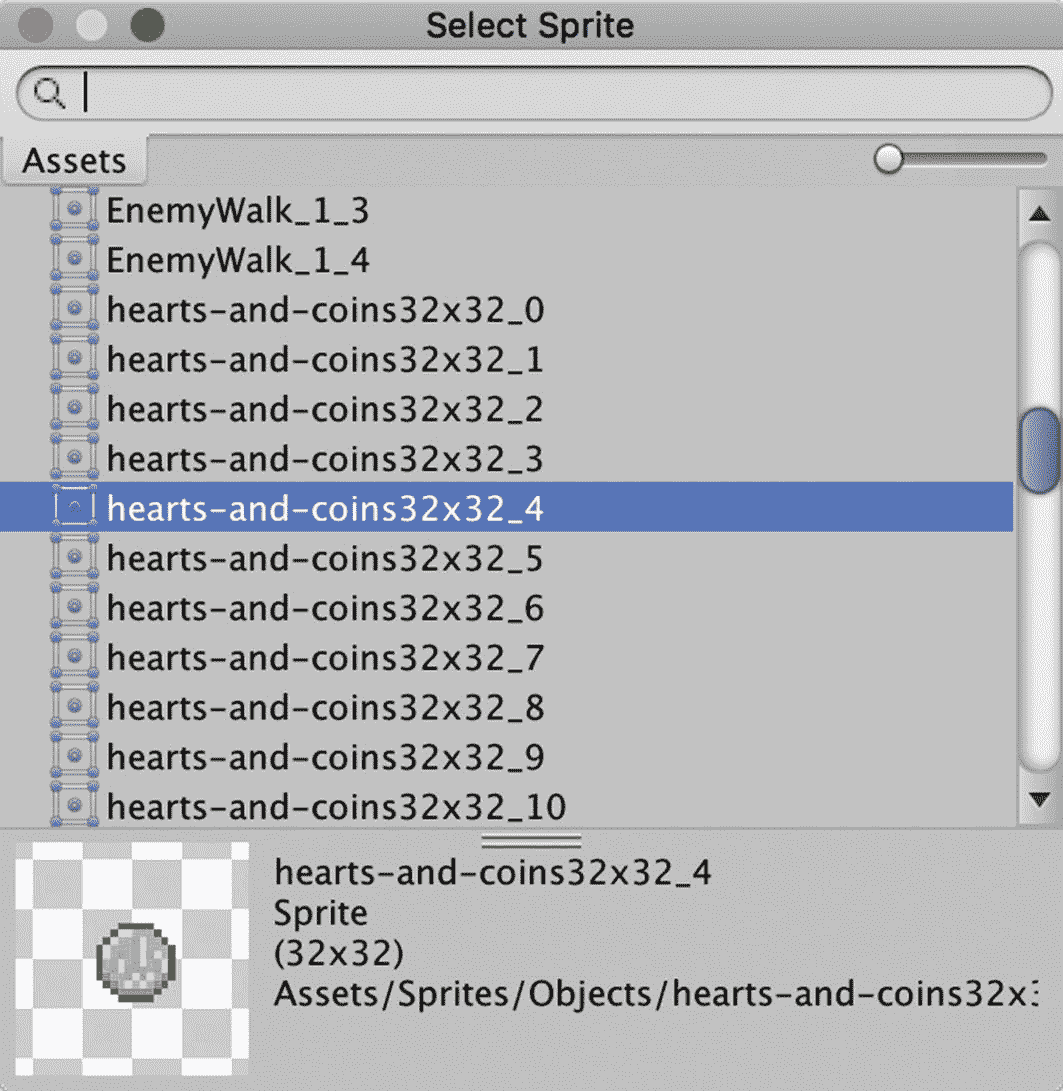 Select Sprite
Assets
EnemyWalk_1_3
EnemyWalk_1_4
hearts-and-coins32x32_0
hearts-and-coins32x32_1
hearts-and-coins32x32_2
hearts-and-coins32x32_3
hearts-and-coins32x32_4
hearts-and-coins32x32_5
hearts-and-coins32x32_6
hearts-and-coins32x32_7
hearts-and-coins32x32_8
hearts-and-coins32x32_9
hearts-and-coins32x32_10
hearts-and-coins32x32_4
Sprite
(32x32)
Assets/Sprites/Objects/hearts-and-coins32x